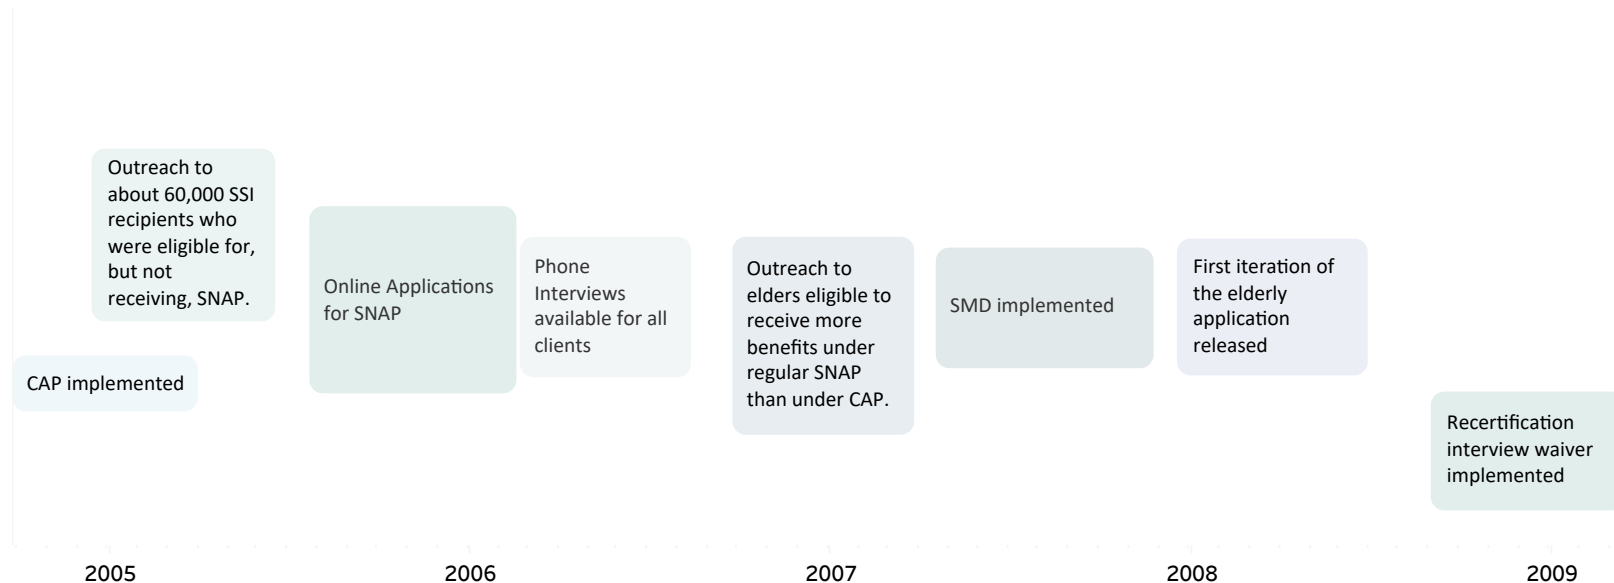 Outreach to
about 60,000 SSI
recipients who
were eligible for,
but not
receiving, SNAP.
CAP implemented
Online Applications
for SNAP
Phone
Interviews
available for all
clients
Outreach to
elders eligible to
receive more
benefits under
regular SNAP
than under CAP.
SMD implemented
First iteration of
the elderly
application
released
Recertification
interview waiver
implemented
2005
2006
2007
2008
2009